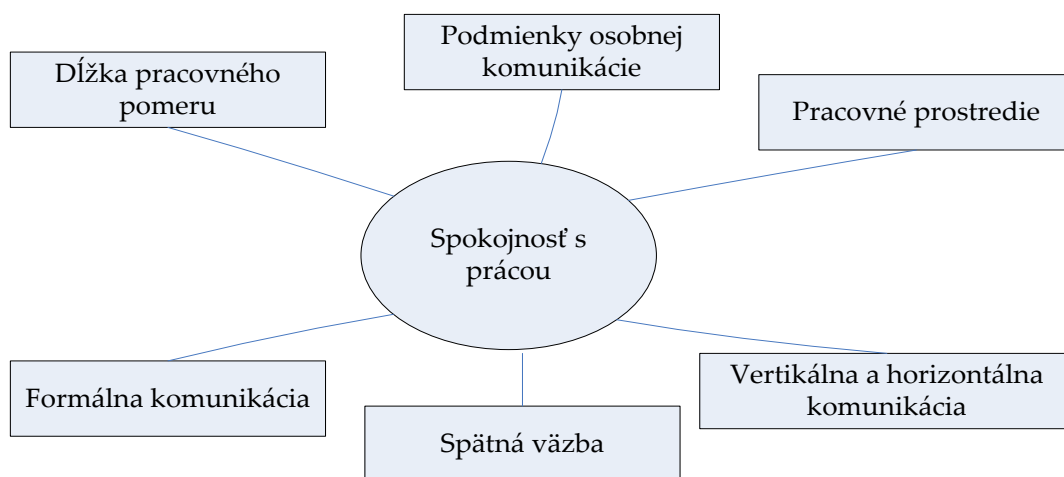 Podmienky osobnej
komunikácie
Dĺžka pracovného
pomeru
Pracovné prostredie
Spokojnosť s
prácou
Formálna komunikácia
Vertikálna a horizontálna
komunikácia
Spätná väzba